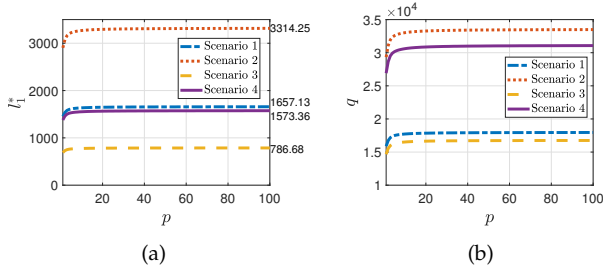 3000
2000
1000
0
l₁*
0 20 40 60 80 100
p
Scenario 1
Scenario 2
Scenario 3
Scenario 4
3314.25
1657.13
1573.36
786.68
(a)
×10⁴
3.5
3
2.5
2
1.5
1
q
20 40 60 80 100
p
Scenario 1
Scenario 2
Scenario 3
Scenario 4
(b)